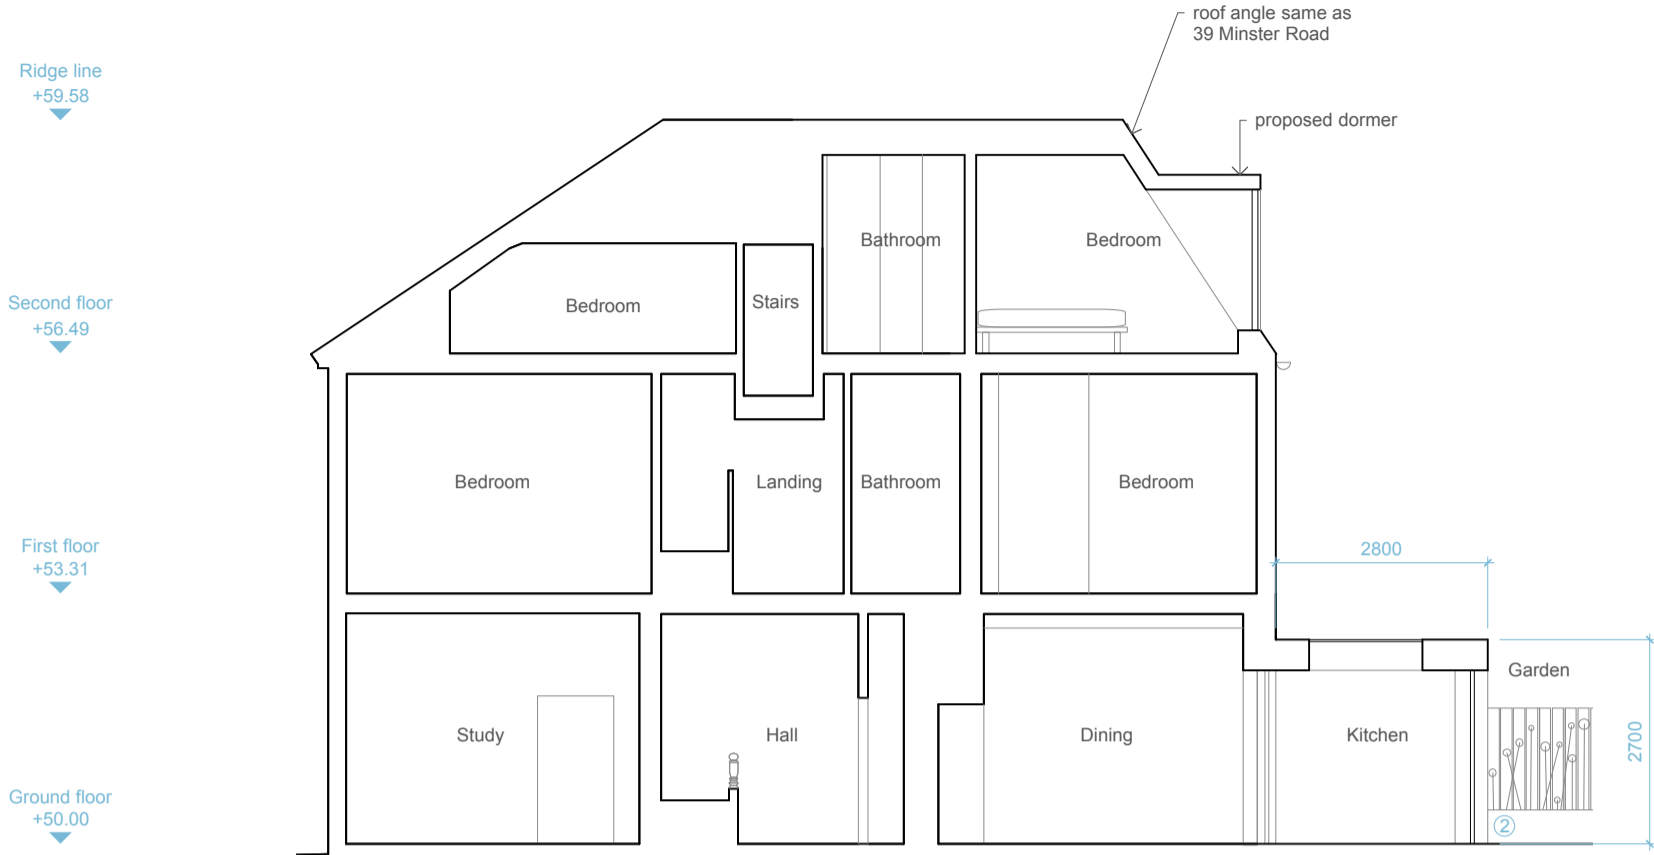 roof angle same as
39 Minster Road
Ridge line
+59.58
proposed dormer
Bathroom
Bedroom
Second floor
+56.49
Bedroom
Stairs
Bedroom
Landing
Bathroom
Bedroom
First floor
+53.31
2800
Garden
Study
Hall
Dining
Kitchen
2700
Ground floor
+50.00
2